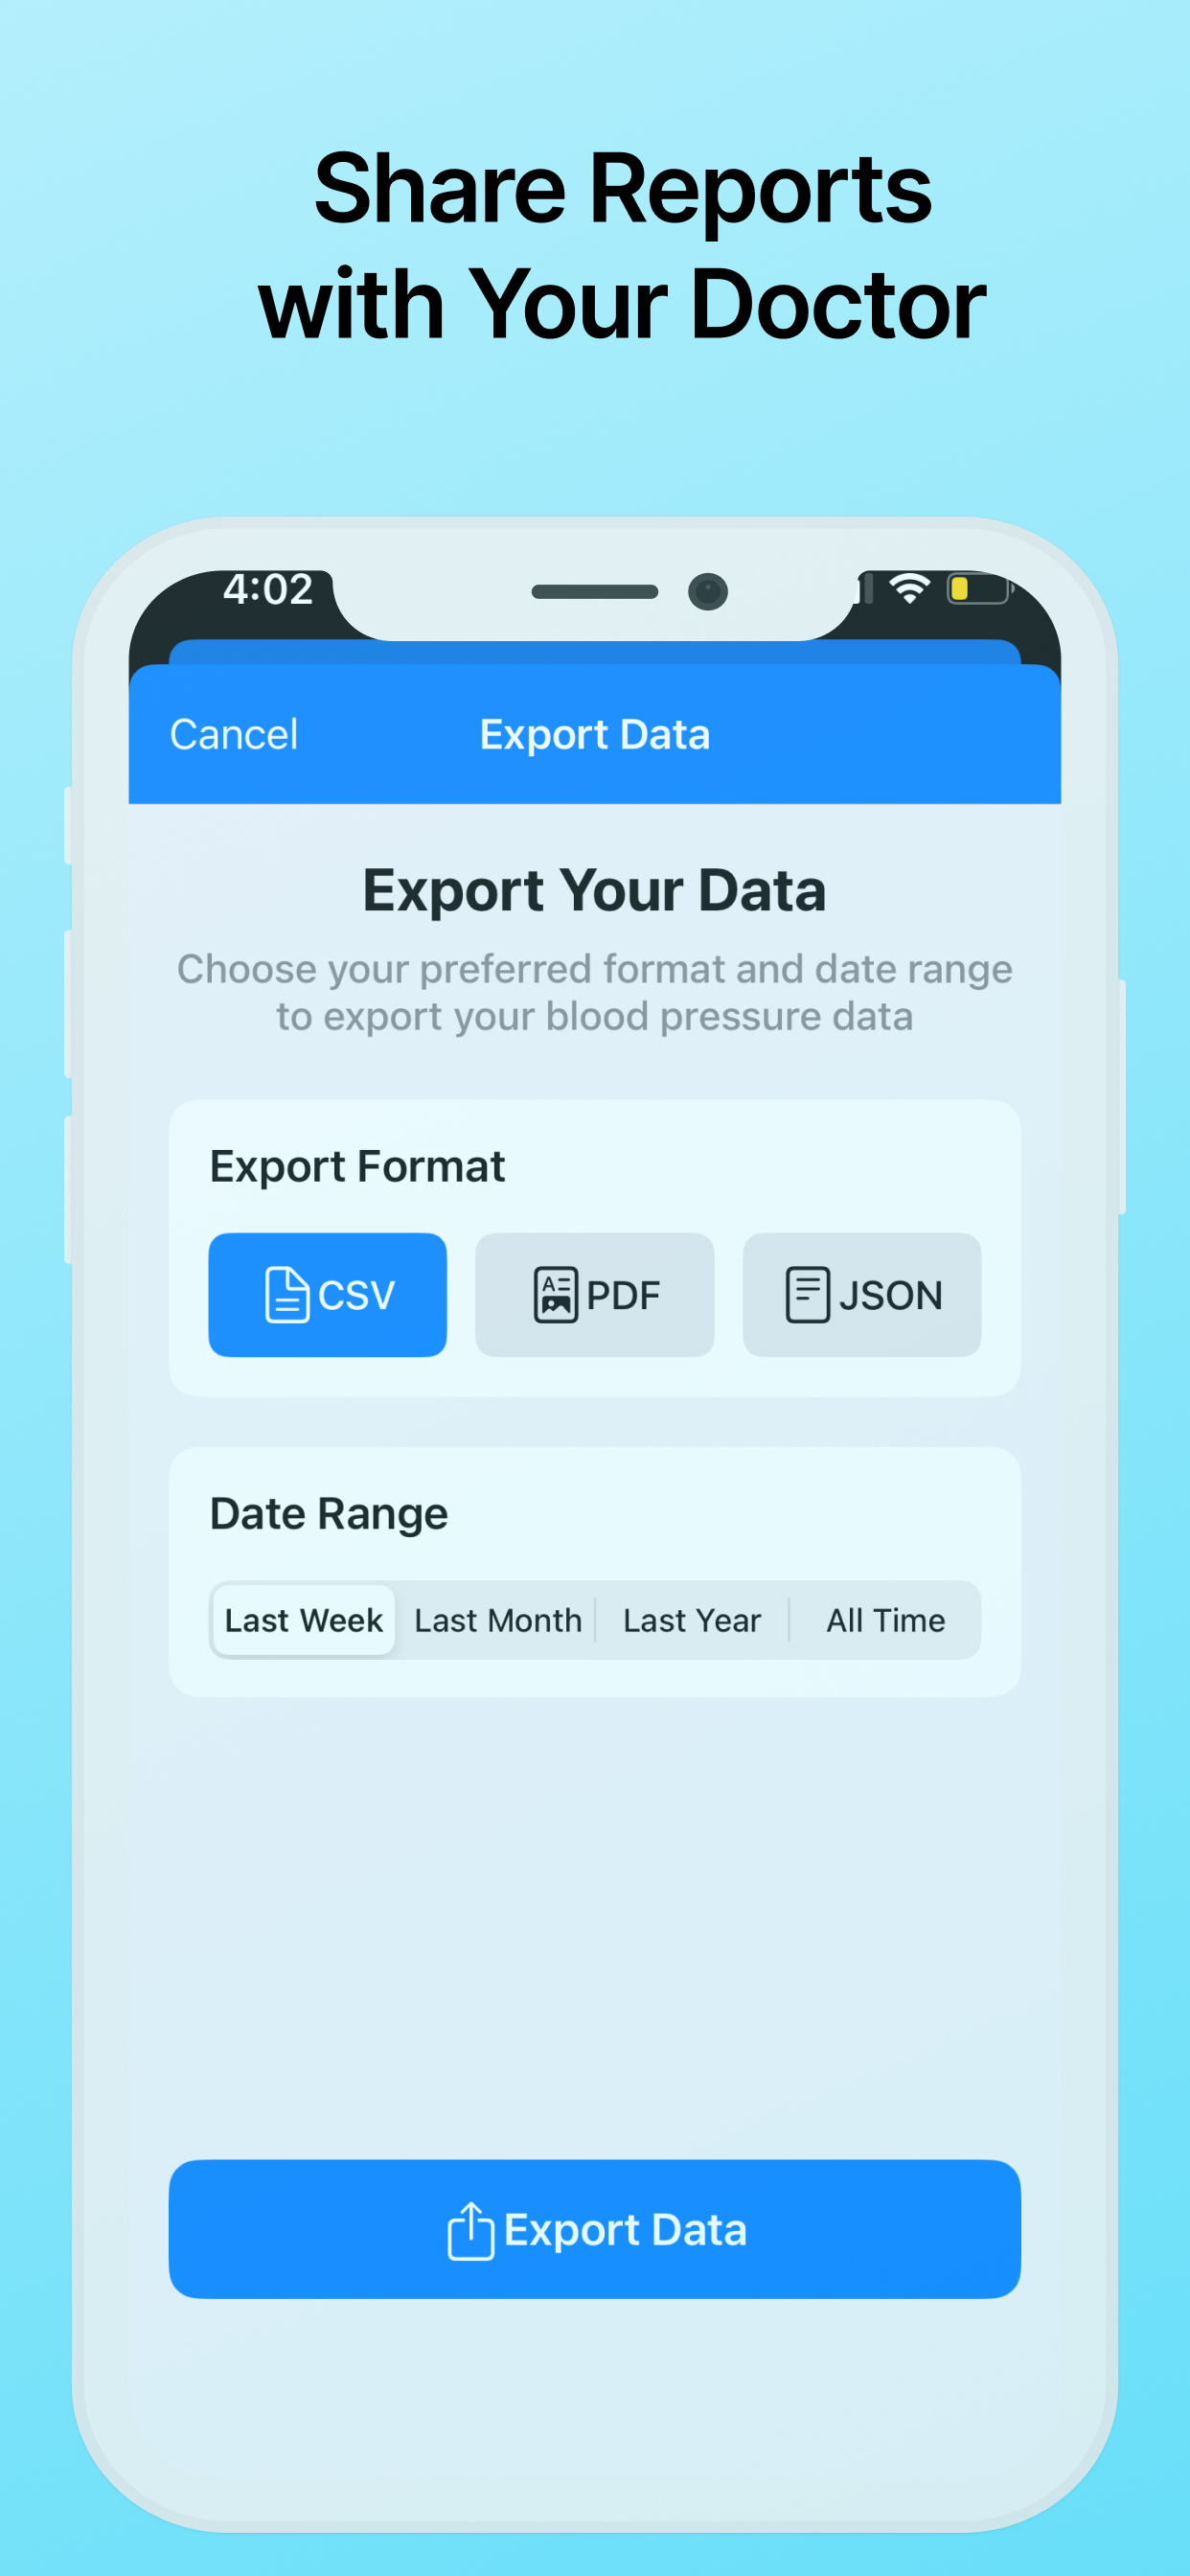 Share Reports
with Your Doctor
4:02
Cancel
Export Data
Export Your Data
Choose your preferred format and date range
to export your blood pressure data
Export Format
CSV
PDF
JSON
Date Range
Last Week
Last Month
Last Year
All Time
Export Data